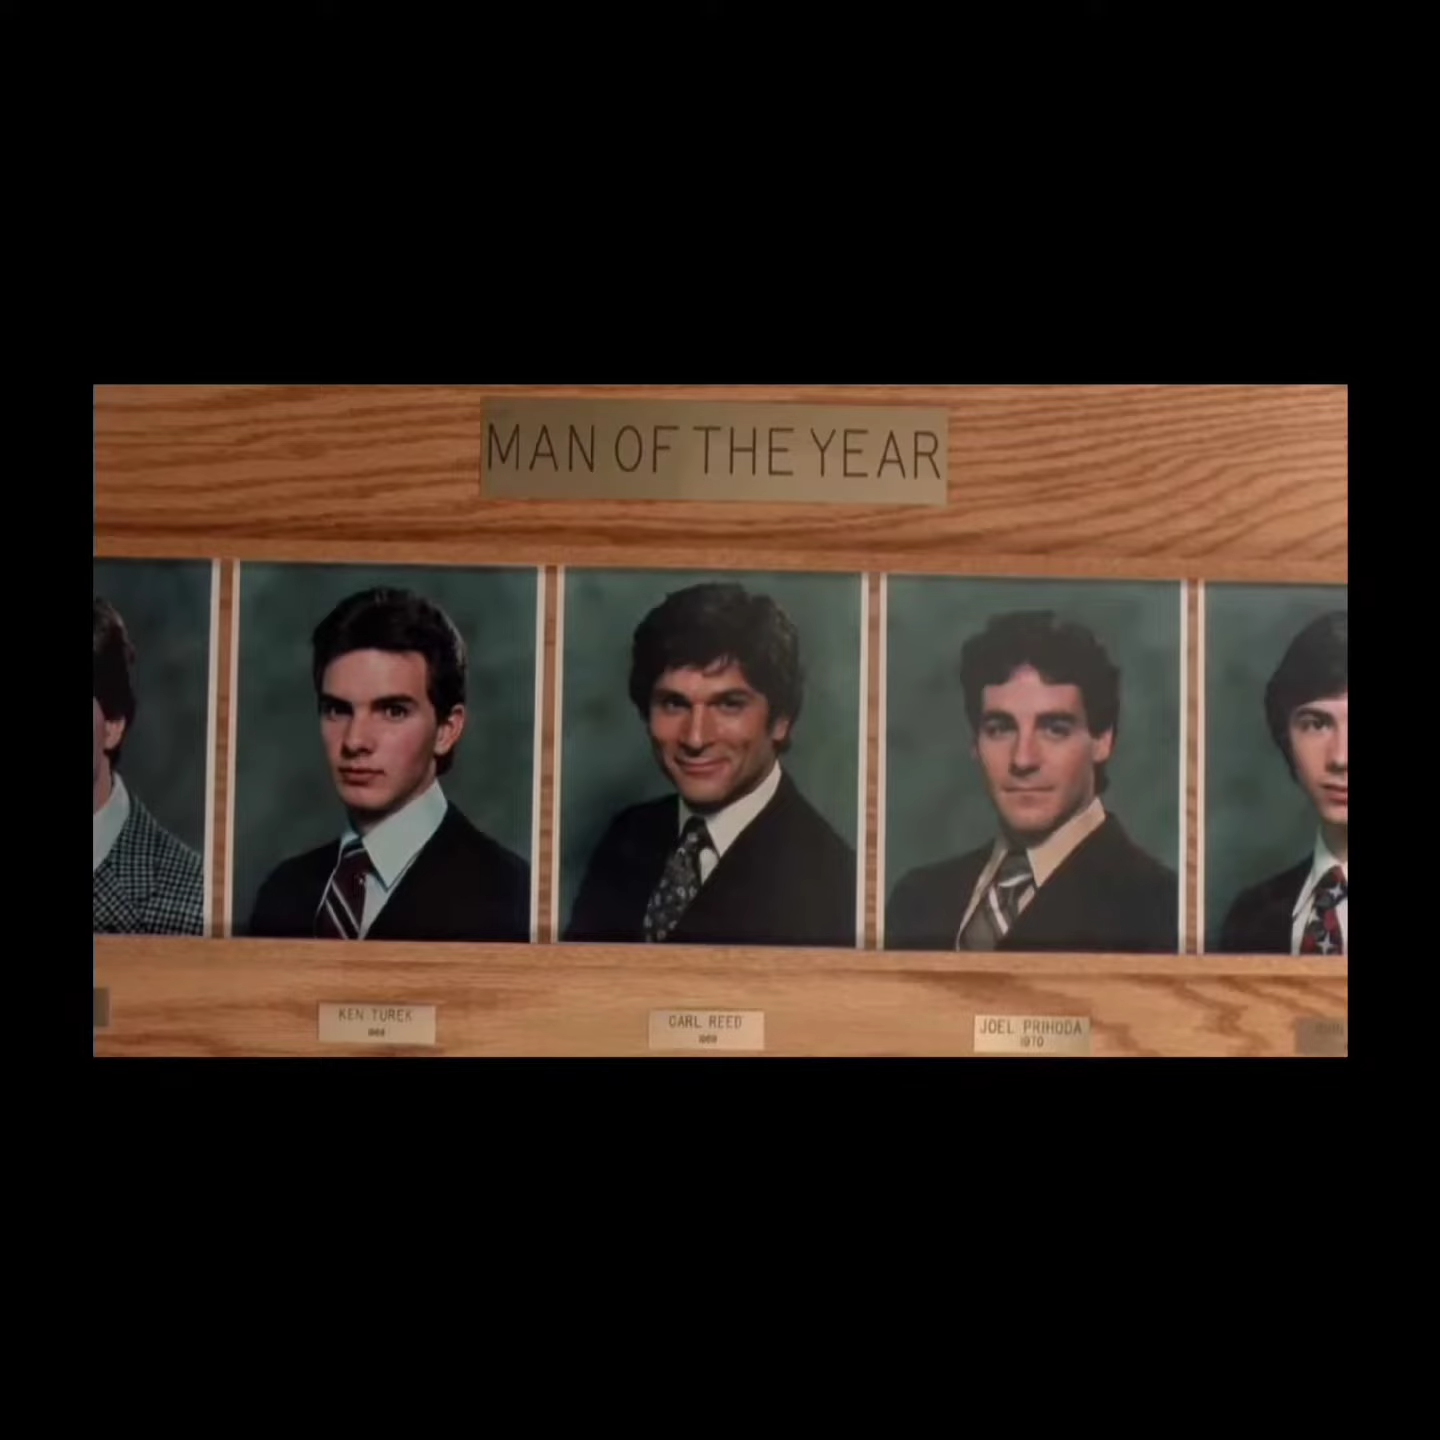 MAN OF THE YEAR
KEN TUREK
CARL REED
JOEL PRIHODA
1970